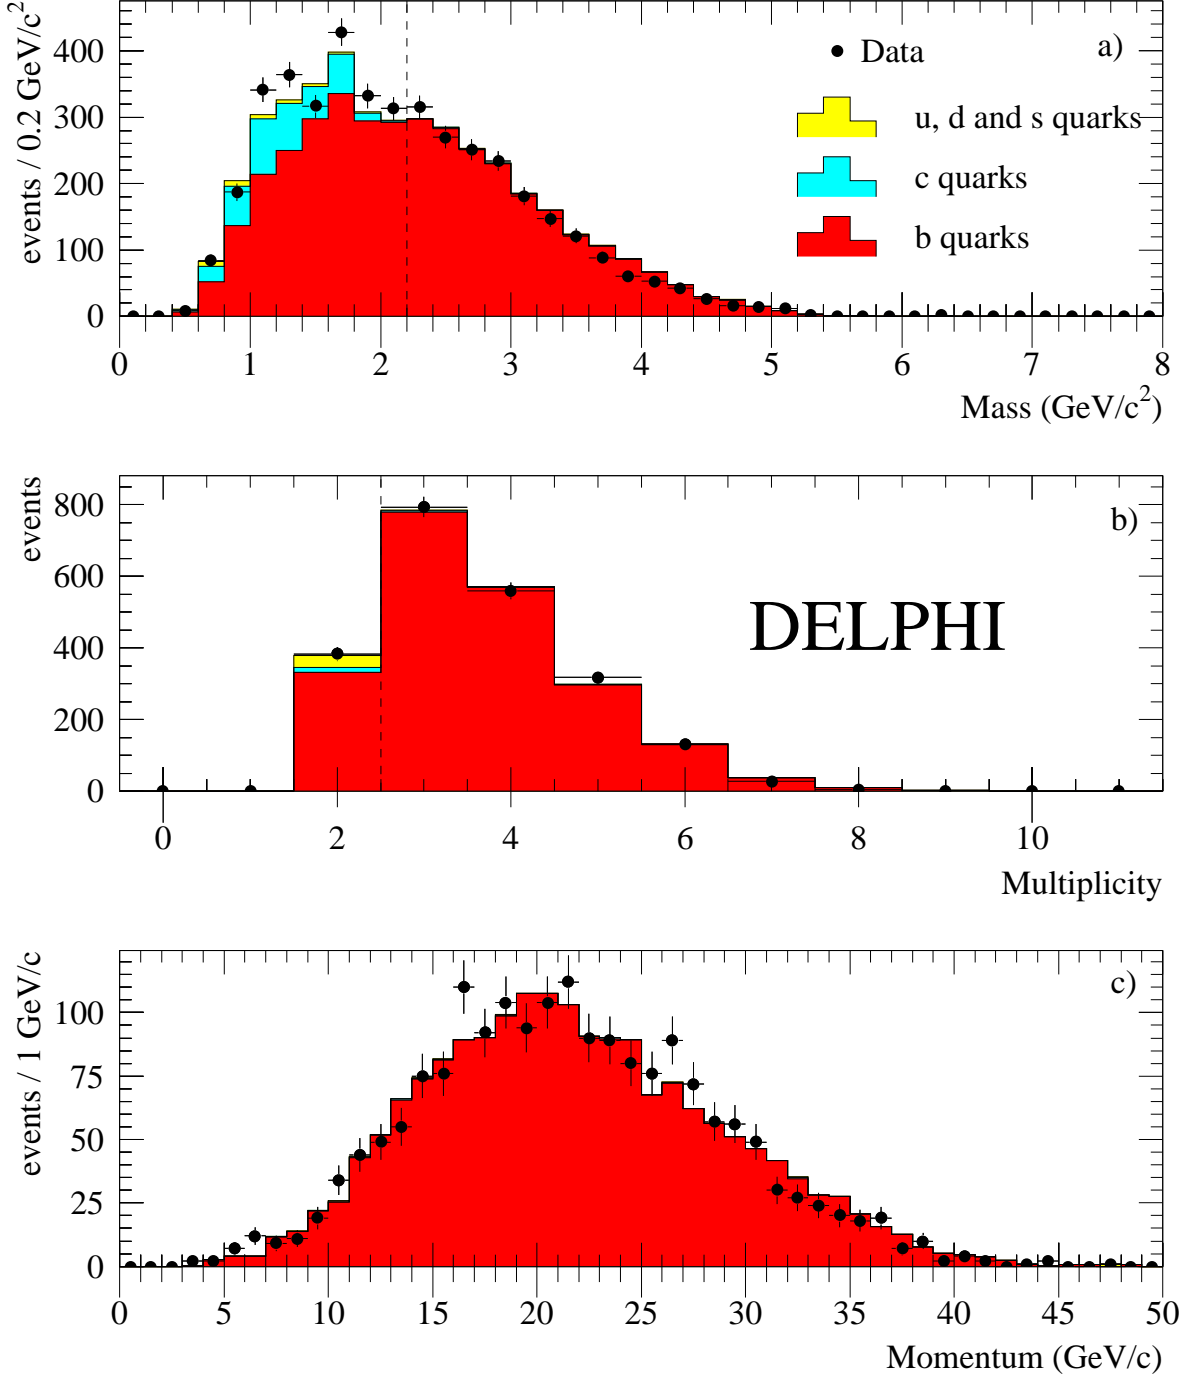 events / 0.2 GeV/c²
400
300
200
100
0
a)
Data
u, d and s quarks
c quarks
b quarks
0 1 2 3 4 5 6 7 8
Mass (GeV/c²)
events
800
600
400
200
0
b)
DELPHI
0 2 4 6 8 10
Multiplicity
events / 1 GeV/c
100
75
50
25
0
c)
0 5 10 15 20 25 30 35 40 45 50
Momentum (GeV/c)